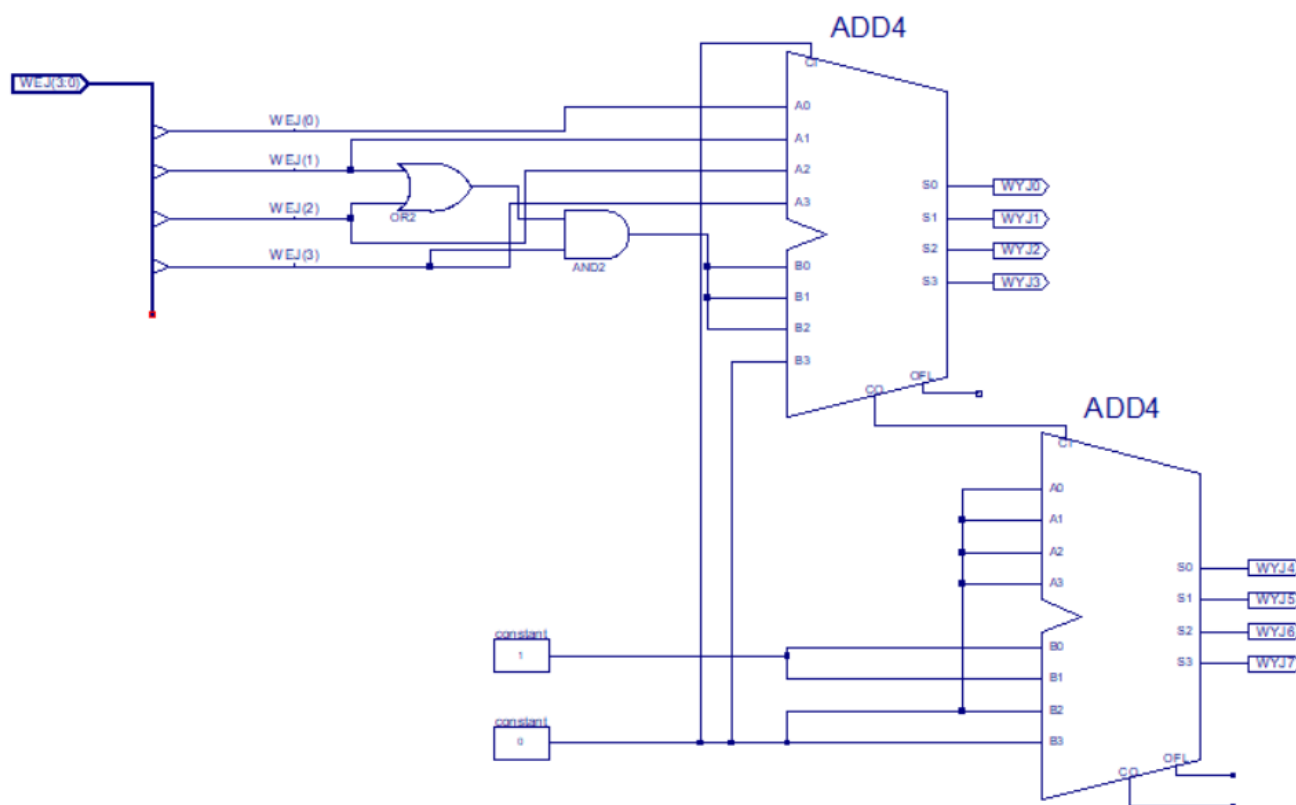 ADD4
WEJ(3:0)
CI
WEJ(0)
A0
WEJ(1)
A1
WEJ(2)
A2
WEJ(3)
A3
OR2
AND2
S0
WYJ0
S1
WYJ1
S2
WYJ2
S3
WYJ3
B0
B1
B2
B3
CO
OFL
ADD4
CI
A0
A1
A2
A3
S0
WYJ4
S1
WYJ5
S2
WYJ6
S3
WYJ7
constant
1
B0
B1
B2
constant
0
B3
CO
OFL